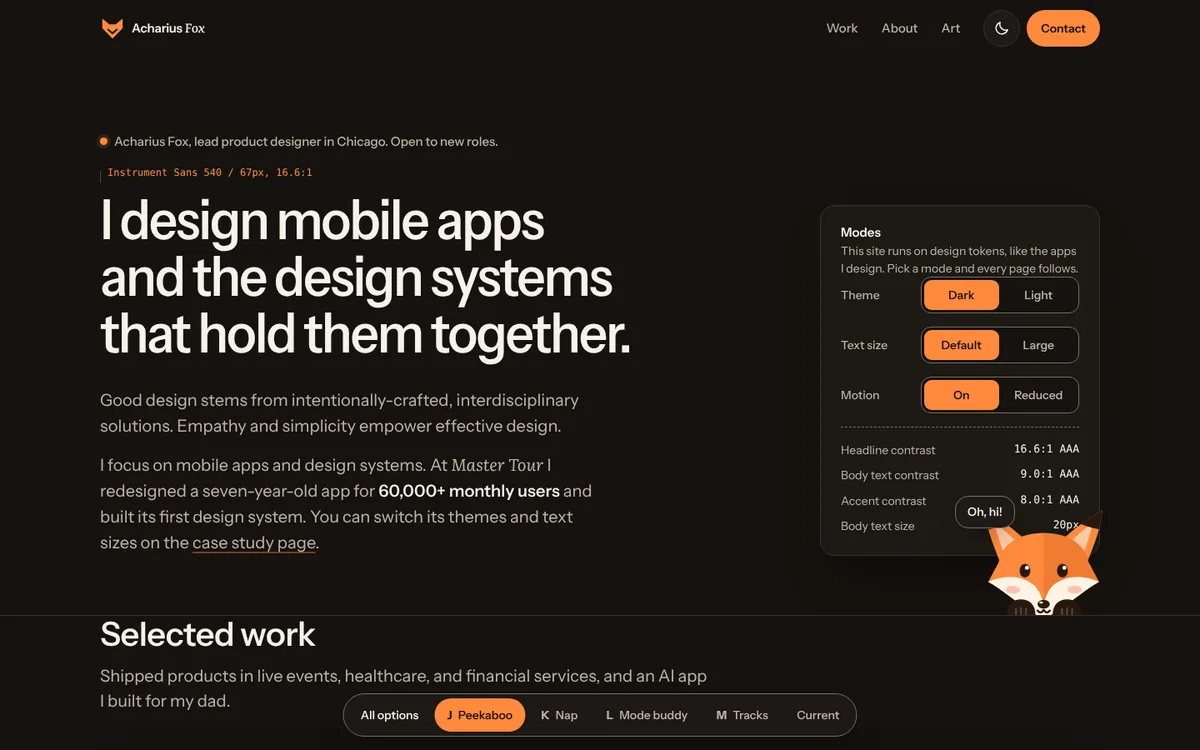 Acharius Fox
Work
About
Art
Contact
Acharius Fox, lead product designer in Chicago. Open to new roles.
Instrument Sans 540 / 67px, 16.6:1
I design mobile apps
and the design systems
that hold them together.
Good design stems from intentionally-crafted, interdisciplinary
solutions. Empathy and simplicity empower effective design.
I focus on mobile apps and design systems. At Master Tour I
redesigned a seven-year-old app for 60,000+ monthly users and
built its first design system. You can switch its themes and text
sizes on the case study page.
Modes
This site runs on design tokens, like the apps
I design. Pick a mode and every page follows.
Theme Dark Light
Text size Default Large
Motion On Reduced
Headline contrast 16.6:1 AAA
Body text contrast 9.0:1 AAA
Accent contrast 8.0:1 AAA
Body text size 20px
Oh, hi!
Selected work
Shipped products in live events, healthcare, and financial services, and an AI app
I built for my dad.
All options J Peekaboo K Nap L Mode buddy M Tracks Current